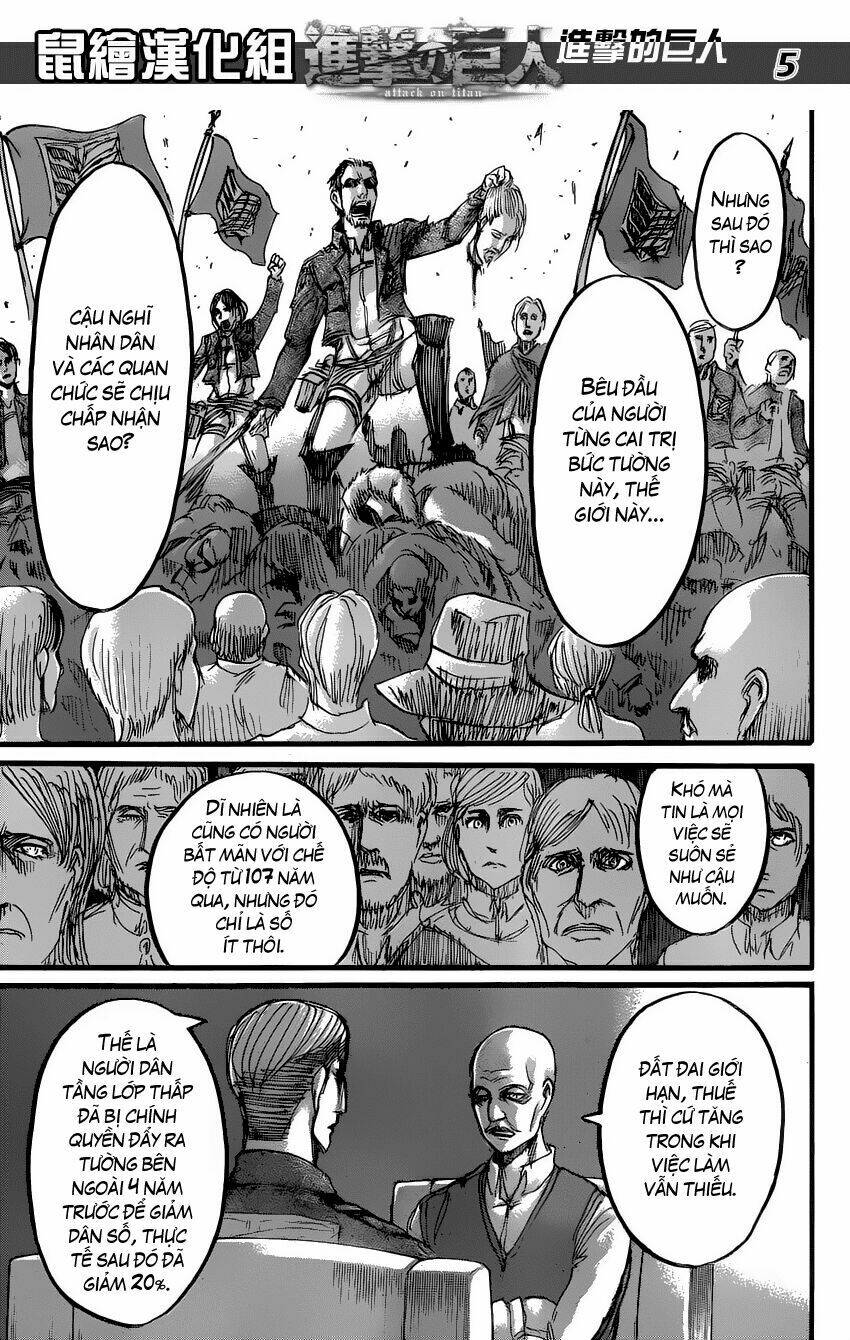 鼠繪漢化組
進撃の巨人
attack on titan
進擊的巨人
5
NHƯNG
SAU ĐÓ
THÌ SAO
?
BÊU ĐẦU
CỦA NGƯỜI
TỪNG CAI TRỊ
BỨC TƯỜNG
NÀY, THẾ
GIỚI NÀY...
CẬU NGHĨ
NHÂN DÂN
VÀ CÁC QUAN
CHỨC SẼ CHỊU
CHẤP NHẬN
SAO?
KHÓ MÀ
TIN LÀ MỌI
VIỆC SẼ
SUÔN SẺ
NHƯ CẬU
MUỐN.
DĨ NHIÊN LÀ
CŨNG CÓ NGƯỜI
BẤT MÃN VỚI CHẾ
ĐỘ TỪ 107 NĂM
QUA, NHƯNG ĐÓ
CHỈ LÀ SỐ
ÍT THÔI.
ĐẤT ĐAI GIỚI
HẠN, THUẾ
THÌ CỨ TĂNG
TRONG KHI
VIỆC LÀM
VẪN THIẾU.
THẾ LÀ
NGƯỜI DÂN
TẦNG LỚP THẤP
ĐÃ BỊ CHÍNH
QUYỀN ĐẨY RA
TƯỜNG BÊN
NGOÀI 4 NĂM
TRƯỚC ĐỂ GIẢM
DÂN SỐ, THỰC
TẾ SAU ĐÓ ĐÃ
GIẢM 20%.